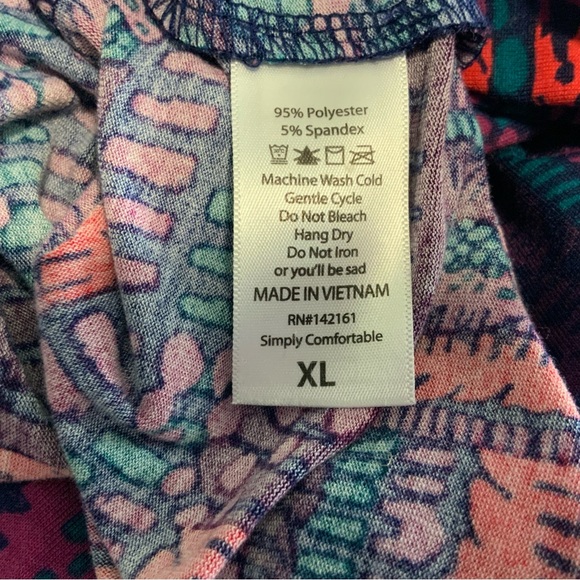 95% Polyester
5% Spandex
Machine Wash Cold
Gentle Cycle
Do Not Bleach
Hang Dry
Do Not Iron
or you'll be sad
MADE IN VIETNAM
RN#142161
Simply Comfortable
XL